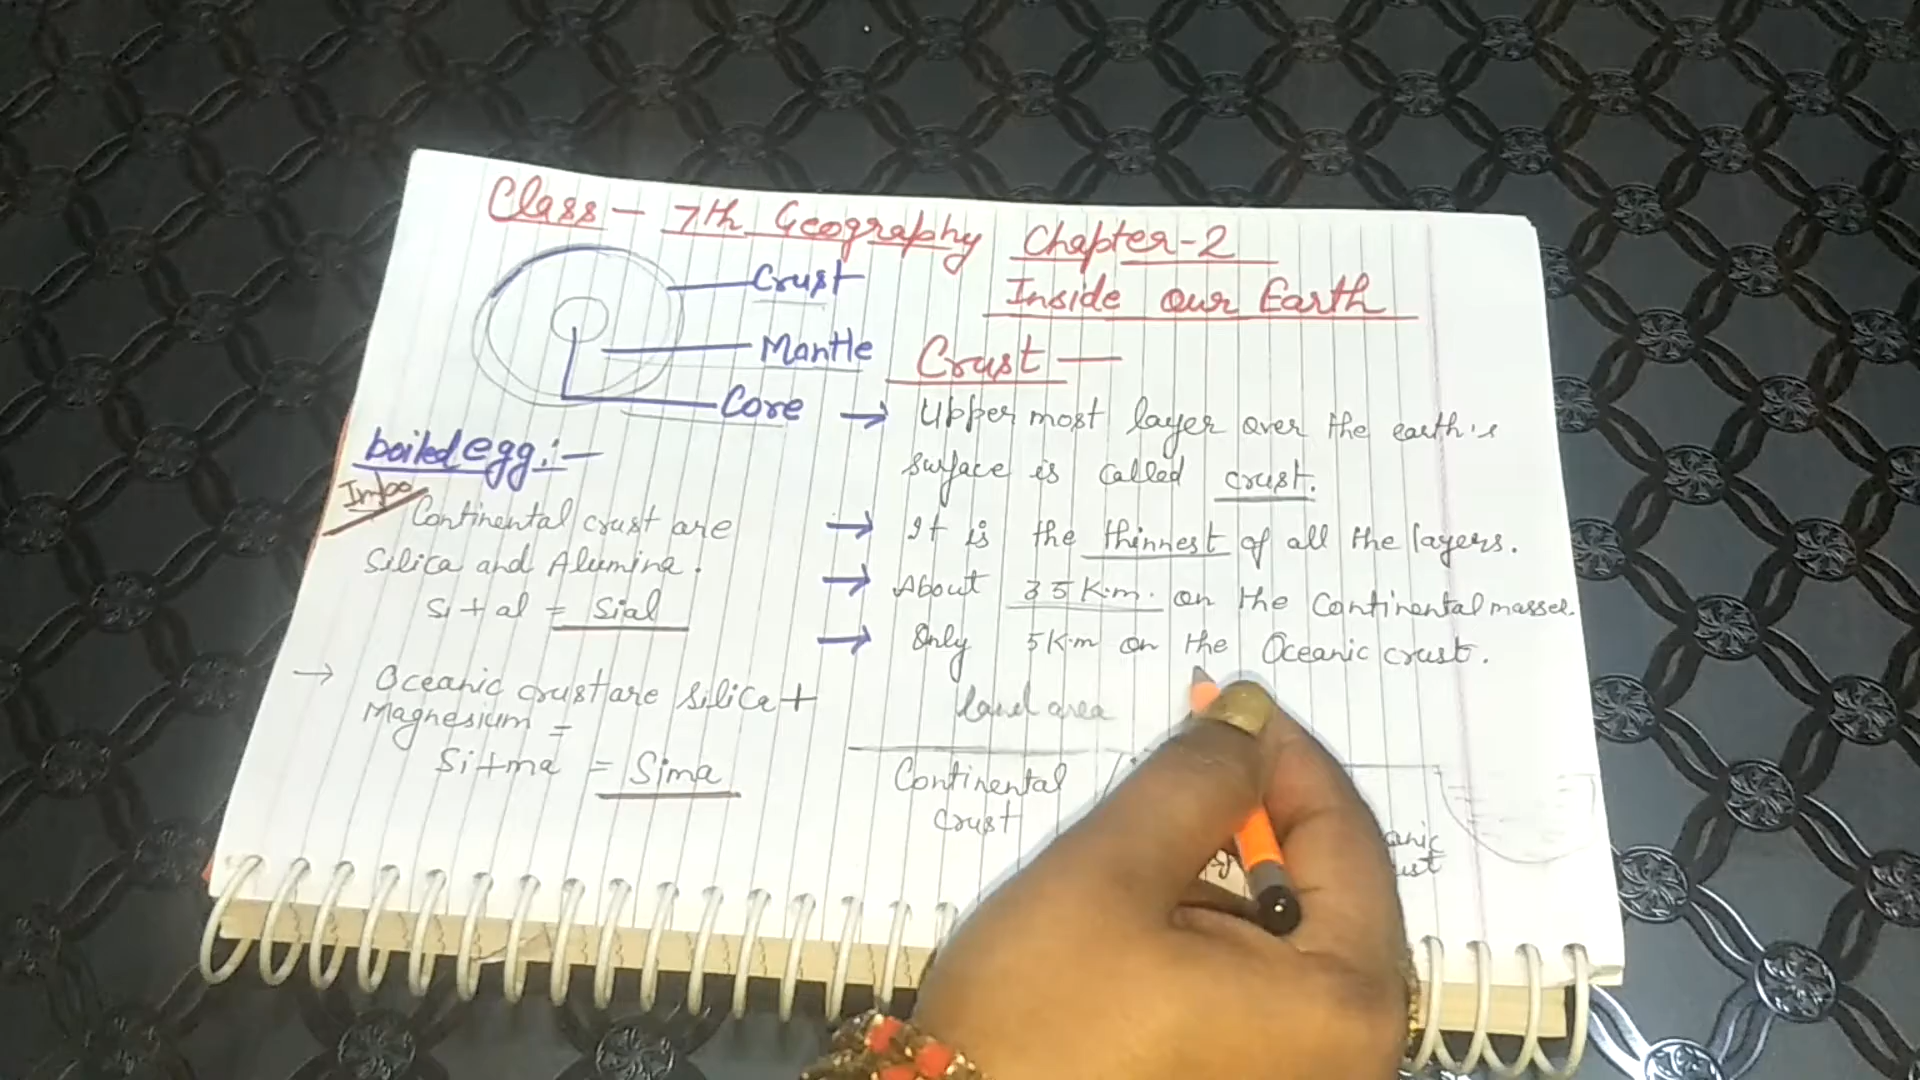 Class - 7th Geography Chapter-2
Inside our Earth
Crust
Mantle
Core
boiled egg :-
Impo
Continental crust are
Silica and Alumina.
Si + al = Sial
→ Oceanic crust are silica +
Magnesium =
Si + ma = Sima
Crust —
→ Upper most layer over the earth's
surface is called crust.
→ It is the thinnest of all the layers.
→ About 35 K.m. on the Continental masses.
→ Only 5 K.m on the Oceanic crust.
land area
Continental
crust